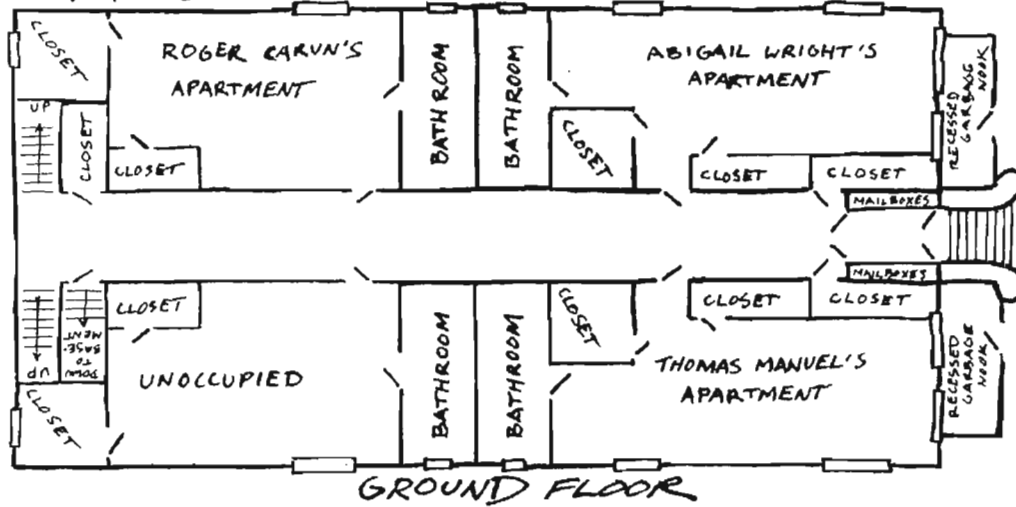 CLOSET
ROGER CARUN'S
APARTMENT
BATHROOM
BATHROOM
ABIGAIL WRIGHT'S
APARTMENT
RECESSED
GARBAGE
NOOK
UP
CLOSET
CLOSET
CLOSET
CLOSET
CLOSET
MAILBOXES
MAILBOXES
CLOSET
CLOSET
CLOSET
CLOSET
UP
DOWN
TO
BASE-
MENT
UNOCCUPIED
BATHROOM
BATHROOM
THOMAS MANUEL'S
APARTMENT
RECESSED
GARBAGE
NOOK
CLOSET
GROUND FLOOR